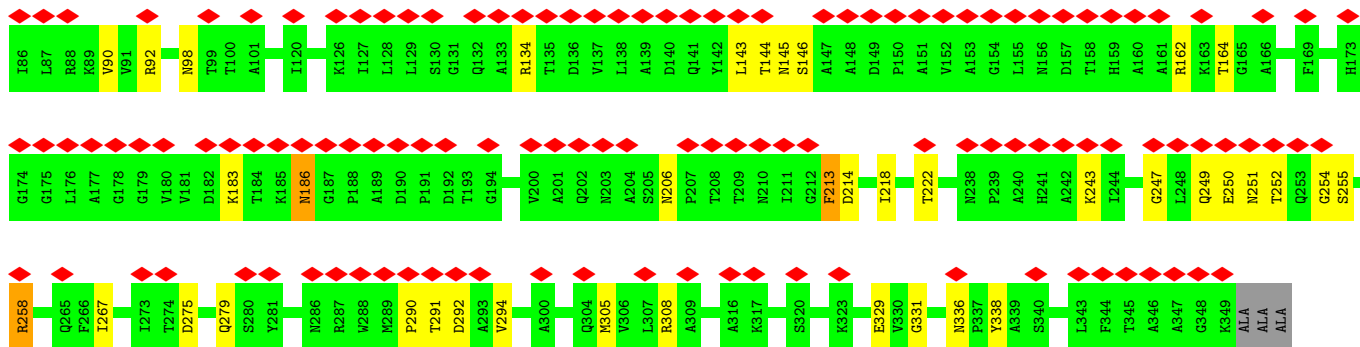 I86 L87 R88 K89 V90 V91 R92 N98 T99 T100 A101 I120 K126 I127 L128 L129 S130 G131 Q132 A133 R134 T135 D136 V137 L138 A139 D140 Q141 Y142 L143 T144 N145 S146 A147 A148 D149 P150 A151 V152 A153 G154 L155 N156 D157 T158 H159 A160 A161 R162 K163 T164 G165 A166 F169 H173
G174 G175 L176 A177 G178 G179 V180 V181 D182 K183 T184 K185 N186 G187 P188 A189 D190 P191 D192 T193 G194 V200 A201 Q202 N203 A204 S205 N206 P207 T208 T209 N210 I211 G212 F213 D214 I218 T222 N238 P239 A240 H241 A242 K243 I244 G247 L248 Q249 E250 N251 T252 Q253 G254 S255
R258 Q265 F266 I267 I273 T274 D275 Q279 S280 Y281 N286 R287 W288 M289 P290 T291 D292 A293 V294 A300 Q304 M305 V306 L307 R308 A309 A316 K317 S320 K323 E329 V330 G331 N336 P337 Y338 A339 S340 L343 F344 T345 A346 A347 G348 K349 ALA ALA ALA